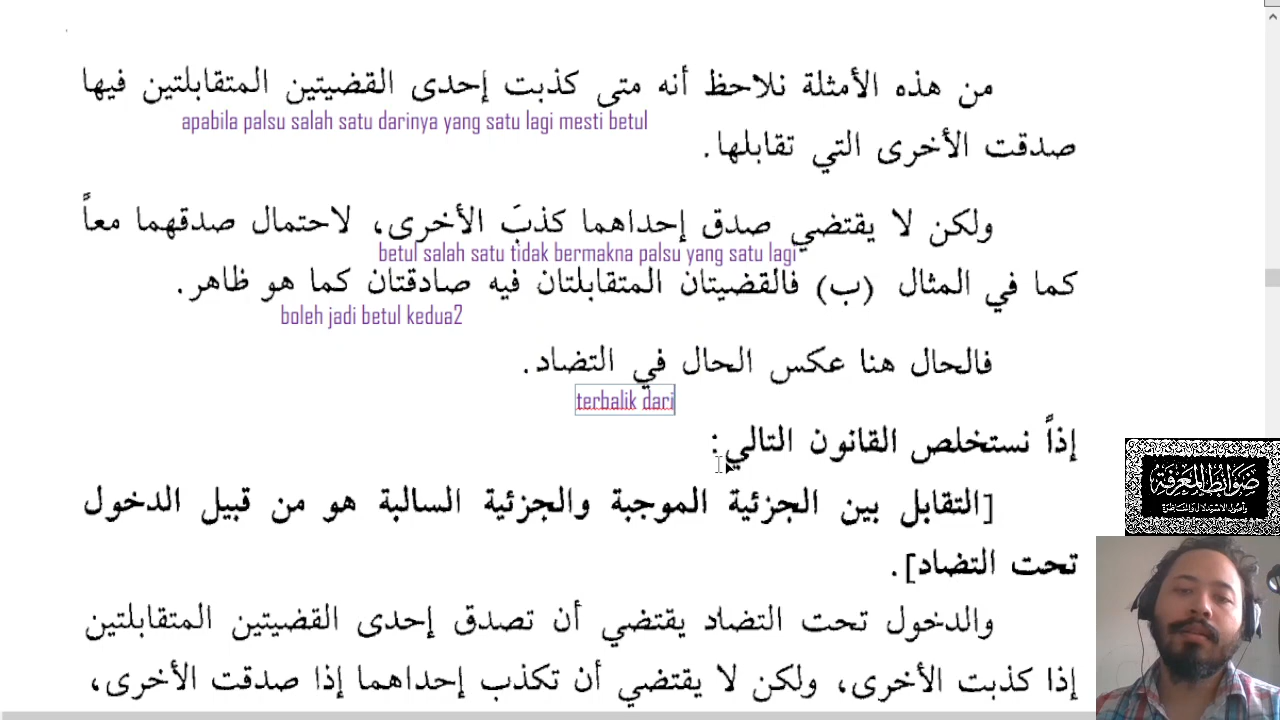 من هذه الأمثلة نلاحظ أنه متى كذبت إحدى القضيتين المتقابلتين فيها
apabila palsu salah satu darinya yang satu lagi mesti betul
صدقت الأخرى التي تقابلها.
ولكن لا يقتضي صدق إحداهما كذبَ الأخرى، لاحتمال صدقهما معاً
betul salah satu tidak bermakna palsu yang satu lagi
كما في المثال (ب) فالقضيتان المتقابلتان فيه صادقتان كما هو ظاهر.
boleh jadi betul kedua2
فالحال هنا عكس الحال في التضاد.
terbalik dari
إذاً نستخلص القانون التالي:
[التقابل بين الجزئية الموجبة والجزئية السالبة هو من قبيل الدخول
تحت التضاد].
والدخول تحت التضاد يقتضي أن تصدق إحدى القضيتين المتقابلتين
إذا كذبت الأخرى، ولكن لا يقتضي أن تكذب إحداهما إذا صدقت الأخرى،
ضوابط المعرفة